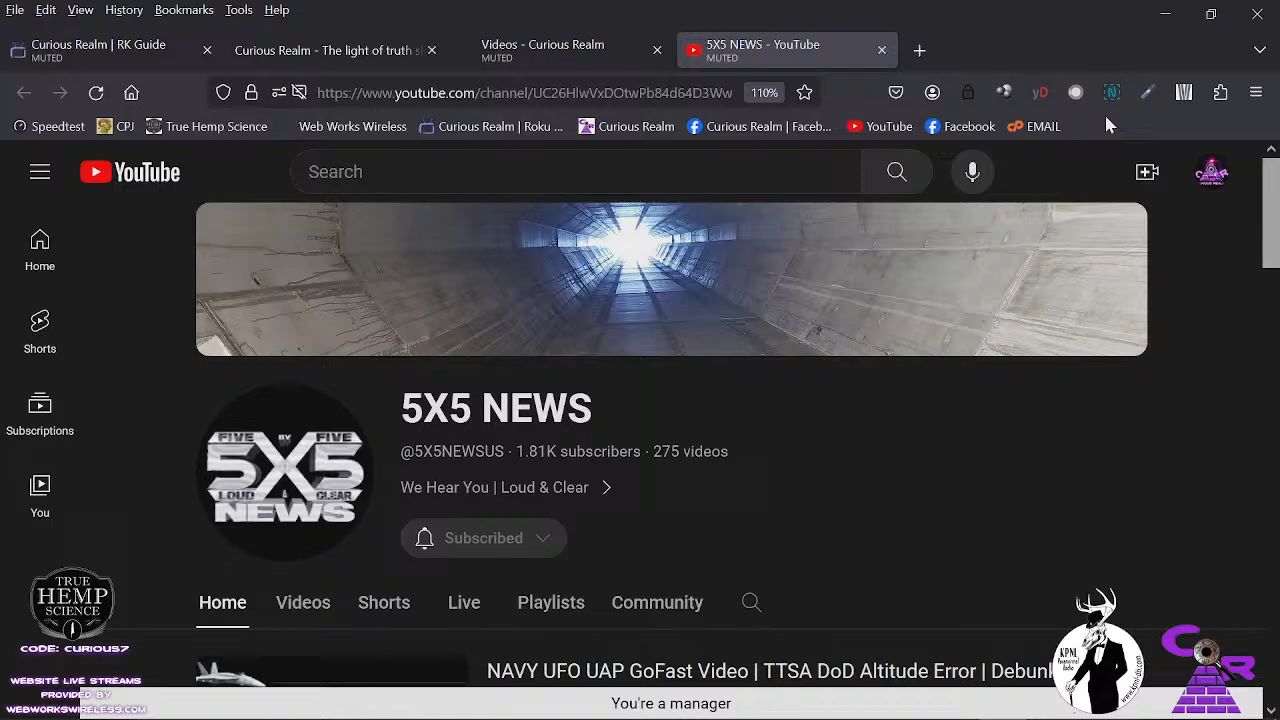 File Edit View History Bookmarks Tools Help
Curious Realm | RK Guide
MUTED
Curious Realm - The light of truth s
Videos - Curious Realm
MUTED
5X5 NEWS - YouTube
MUTED
https://www.youtube.com/channel/UC26HlwVxDOtwPb84d64D3Ww 110%
yD N
Speedtest CPJ True Hemp Science Web Works Wireless Curious Realm | Roku ... Curious Realm Curious Realm | Faceb... YouTube Facebook EMAIL
YouTube
Search
Home
Shorts
Subscriptions
You
5X5 NEWS
@5X5NEWSUS · 1.81K subscribers · 275 videos
We Hear You | Loud & Clear
Subscribed
FIVE BY FIVE
5X5
LOUD & CLEAR
NEWS
Home Videos Shorts Live Playlists Community
NAVY UFO UAP GoFast Video | TTSA DoD Altitude Error | Debun
You're a manager
TRUE
HEMP
SCIENCE
CODE: CURIOUS7
WEBSITE LIVE STREAMS
PROVIDED BY
WEBWORKSWIRELESS.COM
KPNL
Paranormal
Radio
C R